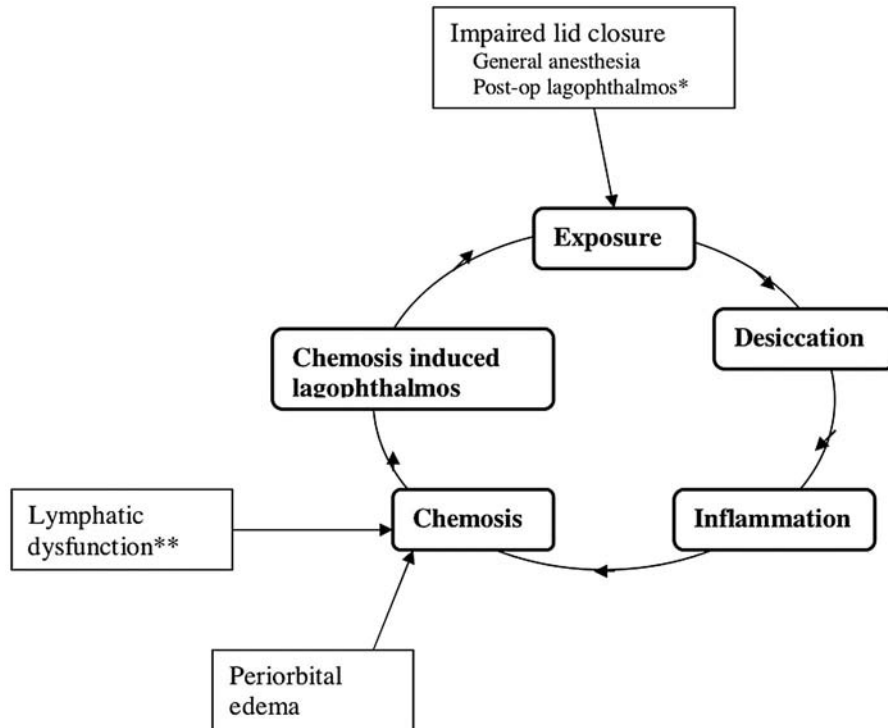 Impaired lid closure
General anesthesia
Post-op lagophthalmos*
Exposure
Desiccation
Chemosis induced
lagophthalmos
Chemosis
Inflammation
Lymphatic
dysfunction**
Periorbital
edema